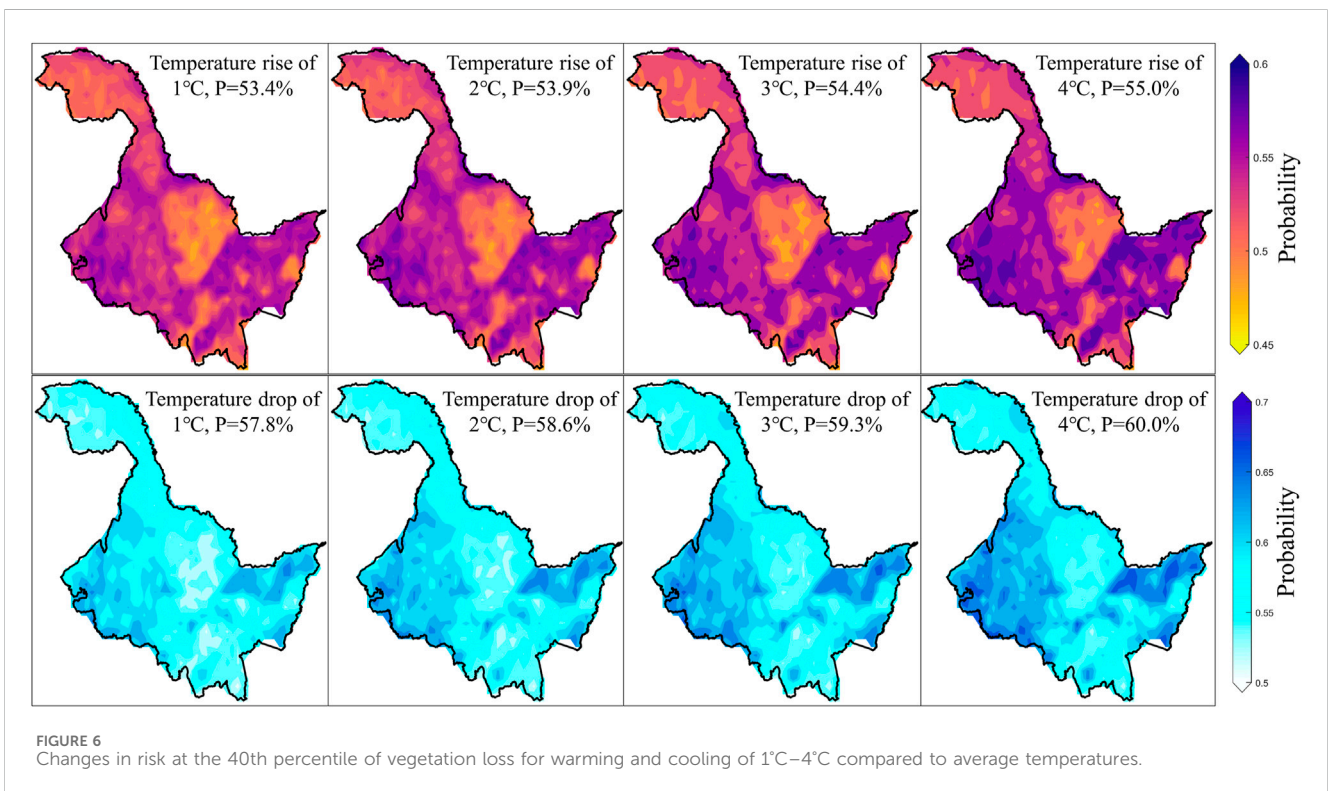 Temperature rise of
1°C, P=53.4%
Temperature rise of
2°C, P=53.9%
Temperature rise of
3°C, P=54.4%
Temperature rise of
4°C, P=55.0%
0.6
0.55
0.5
0.45
Probability
Temperature drop of
1°C, P=57.8%
Temperature drop of
2°C, P=58.6%
Temperature drop of
3°C, P=59.3%
Temperature drop of
4°C, P=60.0%
0.7
0.65
0.6
0.55
0.5
Probability
FIGURE 6
Changes in risk at the 40th percentile of vegetation loss for warming and cooling of 1°C–4°C compared to average temperatures.